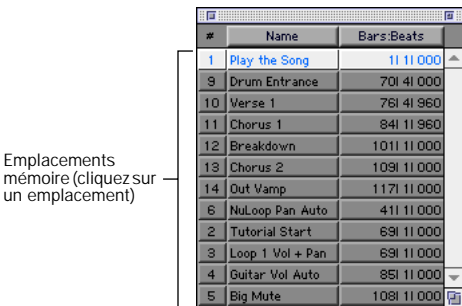 # Name Bars:Beats
1 Play the Song 1| 1| 000
9 Drum Entrance 70| 4| 000
10 Verse 1 76| 4| 960
11 Chorus 1 84| 1| 960
12 Breakdown 101| 1| 000
13 Chorus 2 109| 1| 000
14 Out Vamp 117| 1| 000
6 NuLoop Pan Auto 41| 1| 000
2 Tutorial Start 69| 1| 000
3 Loop 1 Vol + Pan 69| 1| 000
4 Guitar Vol Auto 85| 1| 000
5 Big Mute 108| 1| 000
Emplacements
mémoire (cliquez sur
un emplacement)